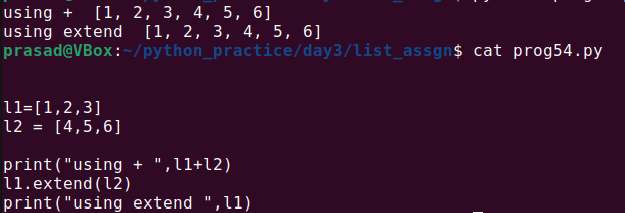 using +  [1, 2, 3, 4, 5, 6]
using extend  [1, 2, 3, 4, 5, 6]
prasad@VBox:~/python_practice/day3/list_assgn$ cat prog54.py
l1=[1,2,3]
l2 = [4,5,6]
print("using + ",l1+l2)
l1.extend(l2)
print("using extend ",l1)